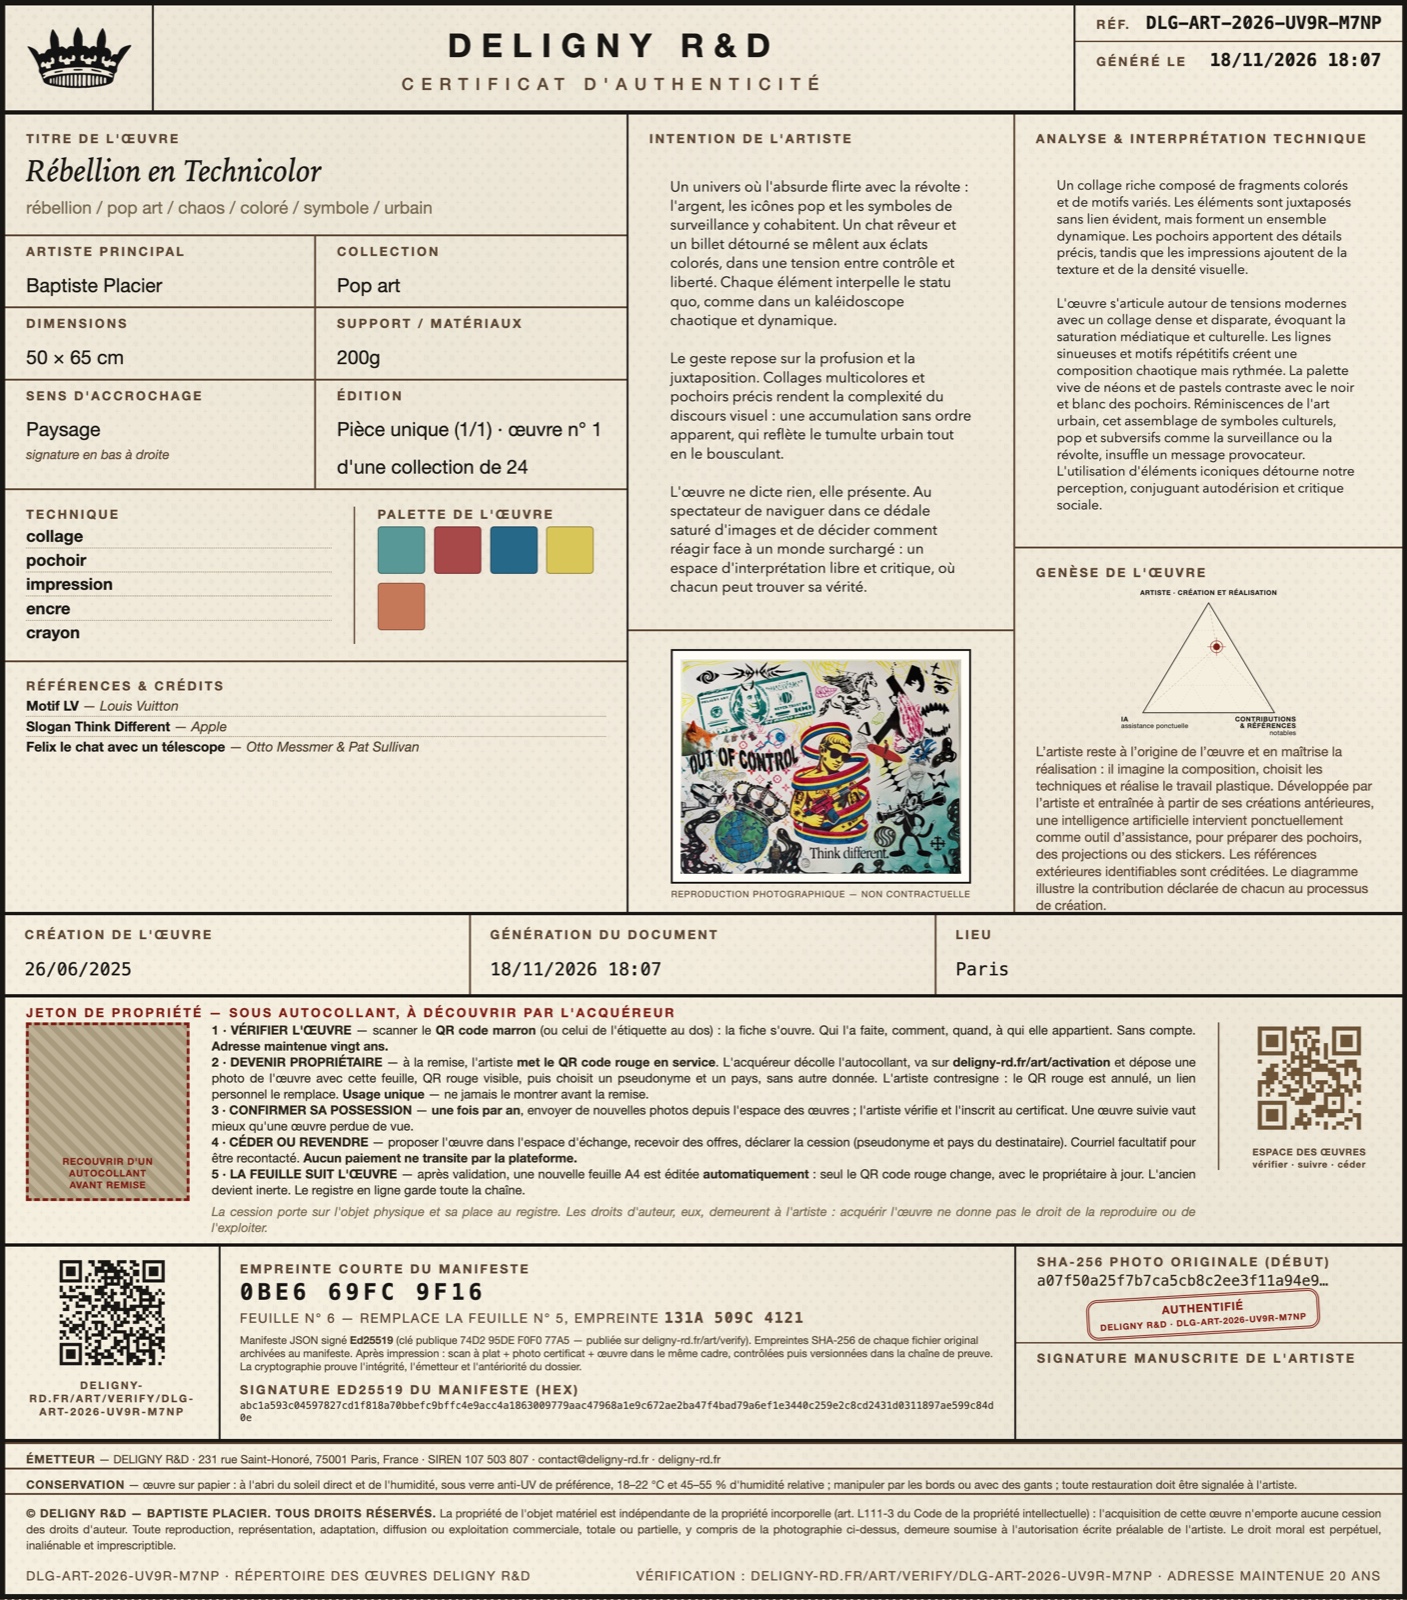 DELIGNY R&D
CERTIFICAT D'AUTHENTICITÉ
RÉF. DLG-ART-2026-UV9R-M7NP
GÉNÉRÉ LE 18/11/2026 18:07
TITRE DE L'ŒUVRE
Rébellion en Technicolor
rébellion / pop art / chaos / coloré / symbole / urbain
ARTISTE PRINCIPAL
Baptiste Placier
COLLECTION
Pop art
DIMENSIONS
50 × 65 cm
SUPPORT / MATÉRIAUX
200g
SENS D'ACCROCHAGE
Paysage
signature en bas à droite
ÉDITION
Pièce unique (1/1) · œuvre n° 1
d'une collection de 24
TECHNIQUE
collage
pochoir
impression
encre
crayon
PALETTE DE L'ŒUVRE
RÉFÉRENCES & CRÉDITS
Motif LV — Louis Vuitton
Slogan Think Different — Apple
Felix le chat avec un télescope — Otto Messmer & Pat Sullivan
INTENTION DE L'ARTISTE
Un univers où l'absurde flirte avec la révolte :
l'argent, les icônes pop et les symboles de
surveillance y cohabitent. Un chat rêveur et
un billet détourné se mêlent aux éclats
colorés, dans une tension entre contrôle et
liberté. Chaque élément interpelle le statu
quo, comme dans un kaléidoscope
chaotique et dynamique.
Le geste repose sur la profusion et la
juxtaposition. Collages multicolores et
pochoirs précis rendent la complexité du
discours visuel : une accumulation sans ordre
apparent, qui reflète le tumulte urbain tout
en le bousculant.
L'œuvre ne dicte rien, elle présente. Au
spectateur de naviguer dans ce dédale
saturé d'images et de décider comment
réagir face à un monde surchargé : un
espace d'interprétation libre et critique, où
chacun peut trouver sa vérité.
100
OUT OF CONTROL
Think different.
REPRODUCTION PHOTOGRAPHIQUE — NON CONTRACTUELLE
ANALYSE & INTERPRÉTATION TECHNIQUE
Un collage riche composé de fragments colorés
et de motifs variés. Les éléments sont juxtaposés
sans lien évident, mais forment un ensemble
dynamique. Les pochoirs apportent des détails
précis, tandis que les impressions ajoutent de la
texture et de la densité visuelle.
L'œuvre s'articule autour de tensions modernes
avec un collage dense et disparate, évoquant la
saturation médiatique et culturelle. Les lignes
sinueuses et motifs répétitifs créent une
composition chaotique mais rythmée. La palette
vive de néons et de pastels contraste avec le noir
et blanc des pochoirs. Réminiscences de l'art
urbain, cet assemblage de symboles culturels,
pop et subversifs comme la surveillance ou la
révolte, insuffle un message provocateur.
L'utilisation d'éléments iconiques détourne notre
perception, conjuguant autodérision et critique
sociale.
GENÈSE DE L'ŒUVRE
ARTISTE · CRÉATION ET RÉALISATION
IA
assistance ponctuelle
CONTRIBUTIONS
& RÉFÉRENCES
notables
L'artiste reste à l'origine de l'œuvre et en maîtrise la
réalisation : il imagine la composition, choisit les
techniques et réalise le travail plastique. Développée par
l'artiste et entraînée à partir de ses créations antérieures,
une intelligence artificielle intervient ponctuellement
comme outil d'assistance, pour préparer des pochoirs,
des projections ou des stickers. Les références
extérieures identifiables sont créditées. Le diagramme
illustre la contribution déclarée de chacun au processus
de création.
CRÉATION DE L'ŒUVRE
26/06/2025
GÉNÉRATION DU DOCUMENT
18/11/2026 18:07
LIEU
Paris
JETON DE PROPRIÉTÉ — SOUS AUTOCOLLANT, À DÉCOUVRIR PAR L'ACQUÉREUR
RECOUVRIR D'UN
AUTOCOLLANT
AVANT REMISE
1 · VÉRIFIER L'ŒUVRE — scanner le QR code marron (ou celui de l'étiquette au dos) : la fiche s'ouvre. Qui l'a faite, comment, quand, à qui elle appartient. Sans compte.
Adresse maintenue vingt ans.
2 · DEVENIR PROPRIÉTAIRE — à la remise, l'artiste met le QR code rouge en service. L'acquéreur décolle l'autocollant, va sur deligny-rd.fr/art/activation et dépose une
photo de l'œuvre avec cette feuille, QR rouge visible, puis choisit un pseudonyme et un pays, sans autre donnée. L'artiste contresigne : le QR rouge est annulé, un lien
personnel le remplace. Usage unique — ne jamais le montrer avant la remise.
3 · CONFIRMER SA POSSESSION — une fois par an, envoyer de nouvelles photos depuis l'espace des œuvres ; l'artiste vérifie et l'inscrit au certificat. Une œuvre suivie vaut
mieux qu'une œuvre perdue de vue.
4 · CÉDER OU REVENDRE — proposer l'œuvre dans l'espace d'échange, recevoir des offres, déclarer la cession (pseudonyme et pays du destinataire). Courriel facultatif pour
être recontacté. Aucun paiement ne transite par la plateforme.
5 · LA FEUILLE SUIT L'ŒUVRE — après validation, une nouvelle feuille A4 est éditée automatiquement : seul le QR code rouge change, avec le propriétaire à jour. L'ancien
devient inerte. Le registre en ligne garde toute la chaîne.
La cession porte sur l'objet physique et sa place au registre. Les droits d'auteur, eux, demeurent à l'artiste : acquérir l'œuvre ne donne pas le droit de la reproduire ou de
l'exploiter.
ESPACE DES ŒUVRES
vérifier · suivre · céder
DELIGNY-
RD.FR/ART/VERIFY/DLG-
ART-2026-UV9R-M7NP
EMPREINTE COURTE DU MANIFESTE
0BE6 69FC 9F16
FEUILLE N° 6 — REMPLACE LA FEUILLE N° 5, EMPREINTE 131A 509C 4121
Manifeste JSON signé Ed25519 (clé publique 74D2 95DE F0F0 77A5 — publiée sur deligny-rd.fr/art/verify). Empreintes SHA-256 de chaque fichier original
archivées au manifeste. Après impression : scan à plat + photo certificat + œuvre dans le même cadre, contrôlées puis versionnées dans la chaîne de preuve.
La cryptographie prouve l'intégrité, l'émetteur et l'antériorité du dossier.
SIGNATURE ED25519 DU MANIFESTE (HEX)
abc1a593c04597827cd1f818a70bbefc9bffc4e9acc4a1863009779aac47968a1e9c672ae2ba47f4bad79a6ef1e3440c259e2c8cd2431d0311897ae599c84d
0e
SHA-256 PHOTO ORIGINALE (DÉBUT)
a07f50a25f7b7ca5cb8c2ee3f11a94e9…
AUTHENTIFIÉ
DELIGNY R&D · DLG-ART-2026-UV9R-M7NP
SIGNATURE MANUSCRITE DE L'ARTISTE
ÉMETTEUR — DELIGNY R&D · 231 rue Saint-Honoré, 75001 Paris, France · SIREN 107 503 807 · contact@deligny-rd.fr · deligny-rd.fr
CONSERVATION — œuvre sur papier : à l'abri du soleil direct et de l'humidité, sous verre anti-UV de préférence, 18–22 °C et 45–55 % d'humidité relative ; manipuler par les bords ou avec des gants ; toute restauration doit être signalée à l'artiste.
© DELIGNY R&D — BAPTISTE PLACIER. TOUS DROITS RÉSERVÉS. La propriété de l'objet matériel est indépendante de la propriété incorporelle (art. L111-3 du Code de la propriété intellectuelle) : l'acquisition de cette œuvre n'emporte aucune cession
des droits d'auteur. Toute reproduction, représentation, adaptation, diffusion ou exploitation commerciale, totale ou partielle, y compris de la photographie ci-dessus, demeure soumise à l'autorisation écrite préalable de l'artiste. Le droit moral est perpétuel,
inaliénable et imprescriptible.
DLG-ART-2026-UV9R-M7NP · RÉPERTOIRE DES ŒUVRES DELIGNY R&D
VÉRIFICATION : DELIGNY-RD.FR/ART/VERIFY/DLG-ART-2026-UV9R-M7NP · ADRESSE MAINTENUE 20 ANS